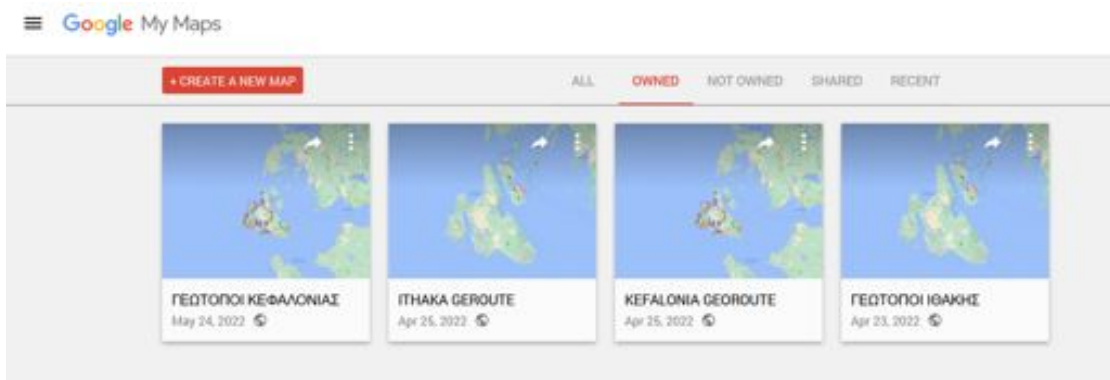 Google My Maps
+ CREATE A NEW MAP
ALL OWNED NOT OWNED SHARED RECENT
ΓΕΩΤΟΠΟΙ ΚΕΦΑΛΟΝΙΑΣ
May 24, 2022
ITHAKA GEROUTE
Apr 25, 2022
KEFALONIA GEOROUTE
Apr 25, 2022
ΓΕΩΤΟΠΟΙ ΙΘΑΚΗΣ
Apr 23, 2022